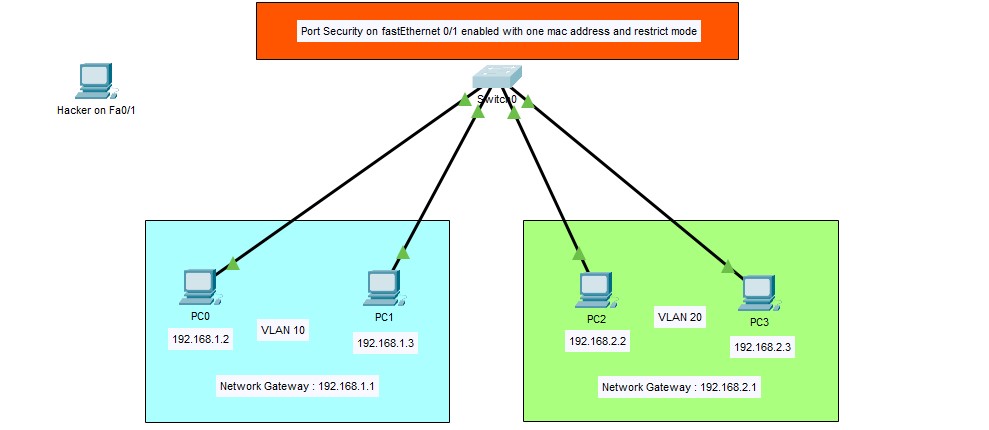 Port Security on fastEthernet 0/1 enabled with one mac address and restrict mode
Hacker on Fa0/1
Switch0
PC0
192.168.1.2
VLAN 10
PC1
192.168.1.3
Network Gateway : 192.168.1.1
PC2
192.168.2.2
VLAN 20
PC3
192.168.2.3
Network Gateway : 192.168.2.1